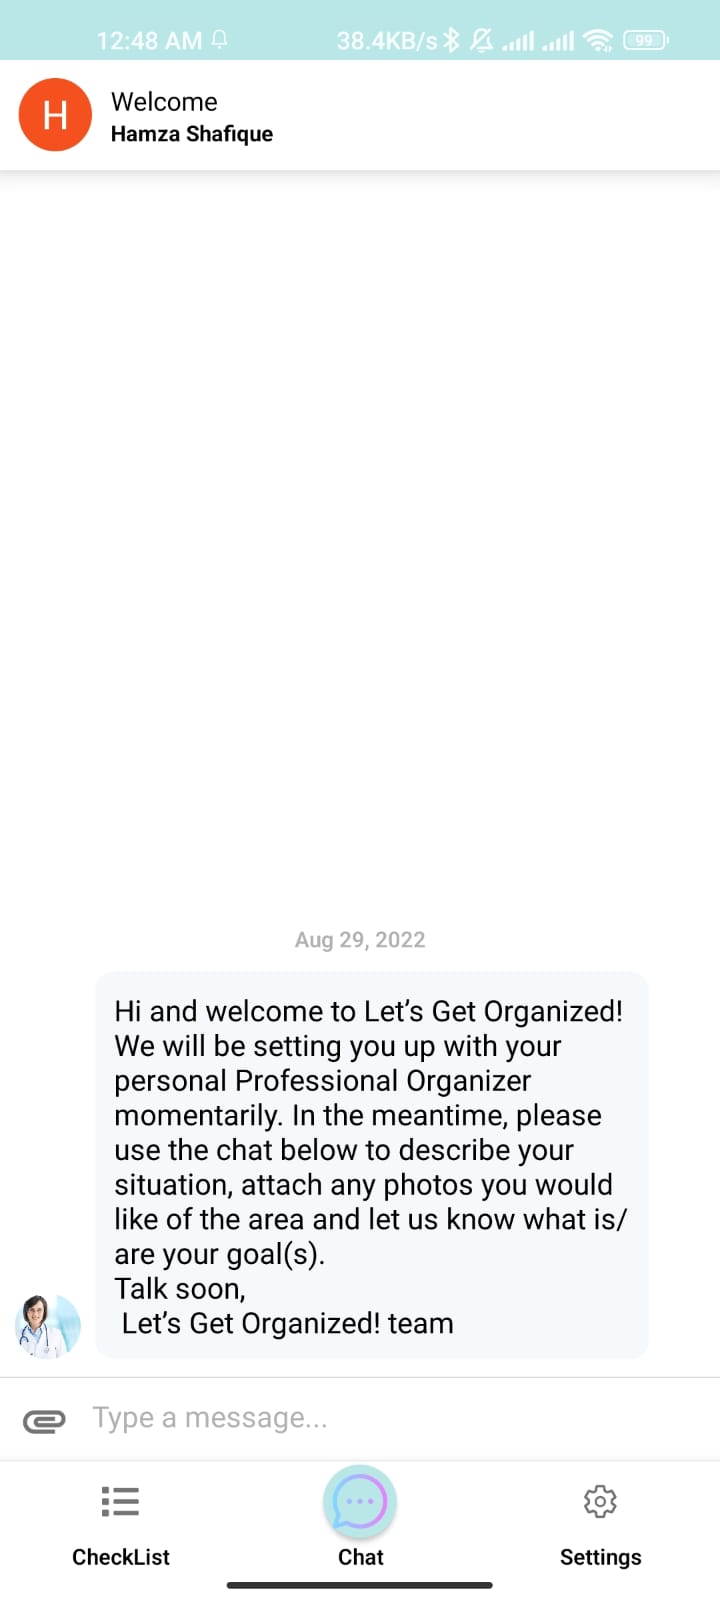 12:48 AM 38.4KB/s 99
H
Welcome
Hamza Shafique
Aug 29, 2022
Hi and welcome to Let's Get Organized!
We will be setting you up with your
personal Professional Organizer
momentarily. In the meantime, please
use the chat below to describe your
situation, attach any photos you would
like of the area and let us know what is/
are your goal(s).
Talk soon,
Let's Get Organized! team
Type a message...
CheckList Chat Settings